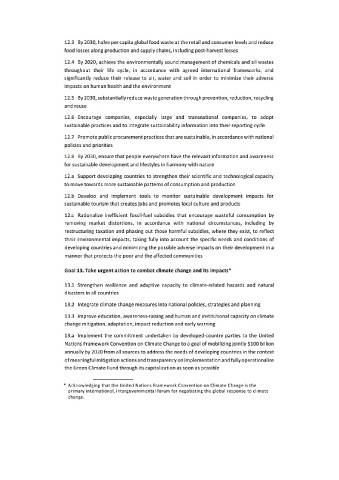 12.3 By 2030, halve per capita global food waste at the retail and consumer levels and reduce
food losses along production and supply chains, including post-harvest losses
12.4 By 2020, achieve the environmentally sound management of chemicals and all wastes
throughout their life cycle, in accordance with agreed international frameworks, and
significantly reduce their release to air, water and soil in order to minimize their adverse
impacts on human health and the environment
12.5 By 2030, substantially reduce waste generation through prevention, reduction, recycling
and reuse
12.6 Encourage companies, especially large and transnational companies, to adopt
sustainable practices and to integrate sustainability information into their reporting cycle
12.7 Promote public procurement practices that are sustainable, in accordance with national
policies and priorities
12.8 By 2030, ensure that people everywhere have the relevant information and awareness
for sustainable development and lifestyles in harmony with nature
12.a Support developing countries to strengthen their scientific and technological capacity
to move towards more sustainable patterns of consumption and production
12.b Develop and implement tools to monitor sustainable development impacts for
sustainable tourism that creates jobs and promotes local culture and products
12.c Rationalize inefficient fossil-fuel subsidies that encourage wasteful consumption by
removing market distortions, in accordance with national circumstances, including by
restructuring taxation and phasing out those harmful subsidies, where they exist, to reflect
their environmental impacts, taking fully into account the specific needs and conditions of
developing countries and minimizing the possible adverse impacts on their development in a
manner that protects the poor and the affected communities
Goal 13. Take urgent action to combat climate change and its impacts*
13.1 Strengthen resilience and adaptive capacity to climate-related hazards and natural
disasters in all countries
13.2 Integrate climate change measures into national policies, strategies and planning
13.3 Improve education, awareness-raising and human and institutional capacity on climate
change mitigation, adaptation, impact reduction and early warning
13.a Implement the commitment undertaken by developed-country parties to the United
Nations Framework Convention on Climate Change to a goal of mobilizing jointly $100 billion
annually by 2020 from all sources to address the needs of developing countries in the context
of meaningful mitigation actions and transparency on implementation and fully operationalize
the Green Climate Fund through its capitalization as soon as possible
* Acknowledging that the United Nations Framework Convention on Climate Change is the
primary international, intergovernmental forum for negotiating the global response to climate
change.